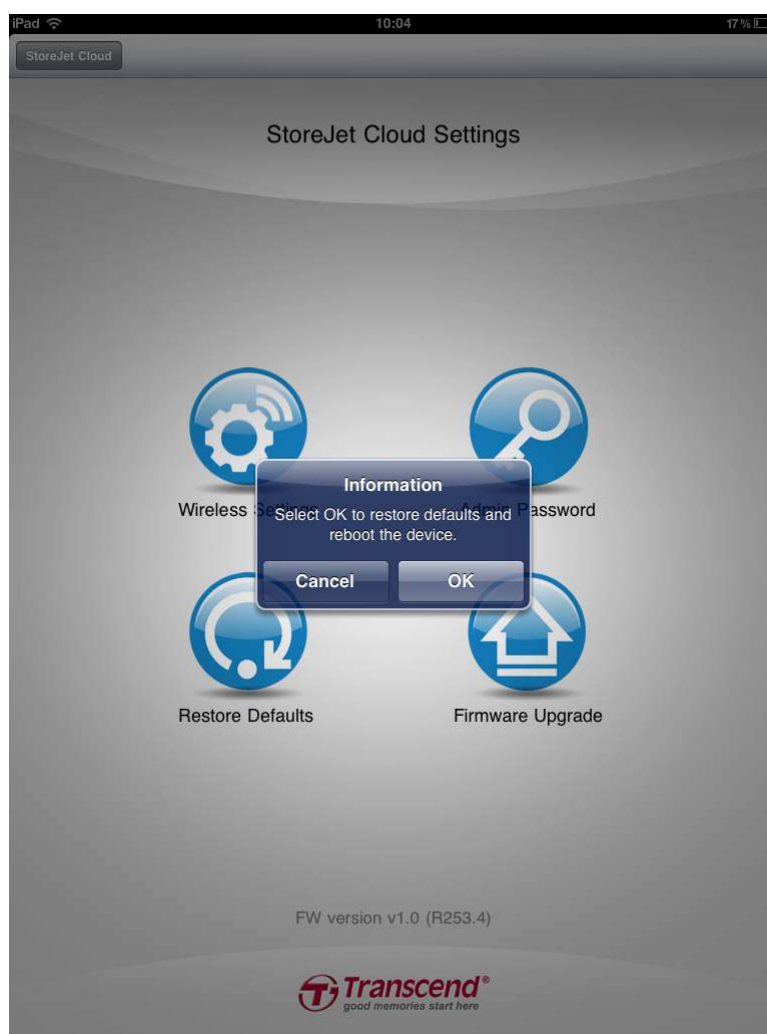 iPad 10:04 17%
StoreJet Cloud
StoreJet Cloud Settings
Information
Select OK to restore defaults and
reboot the device.
Cancel OK
Wireless Settings Admin Password
Restore Defaults Firmware Upgrade
FW version v1.0 (R253.4)
Transcend®
good memories start here